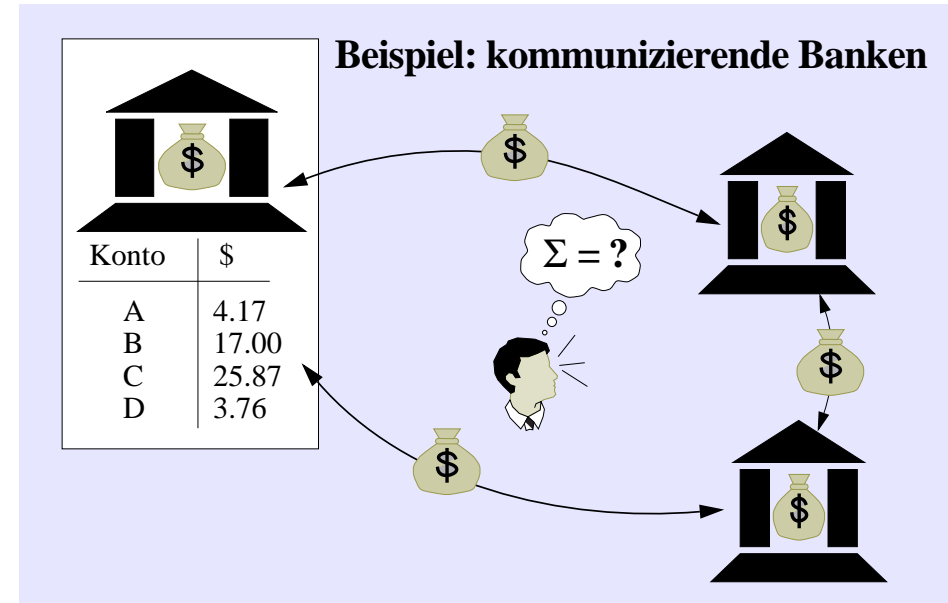 Beispiel: kommunizierende Banken
$
$
$
Σ = ?
Konto $
A 4.17
B 17.00
C 25.87
D 3.76
$
$
$